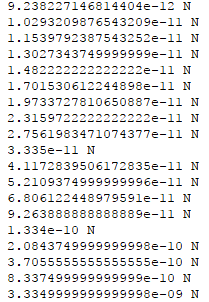 9.238227146814404e-12 N
1.0293209876543209e-11 N
1.1539792387543252e-11 N
1.3027343749999999e-11 N
1.4822222222222222e-11 N
1.701530612244898e-11 N
1.9733727810650887e-11 N
2.3159722222222222e-11 N
2.7561983471074377e-11 N
3.335e-11 N
4.1172839506172835e-11 N
5.2109374999999996e-11 N
6.806122448979591e-11 N
9.263888888888889e-11 N
1.334e-10 N
2.0843749999999998e-10 N
3.7055555555555555e-10 N
8.337499999999999e-10 N
3.3349999999999998e-09 N